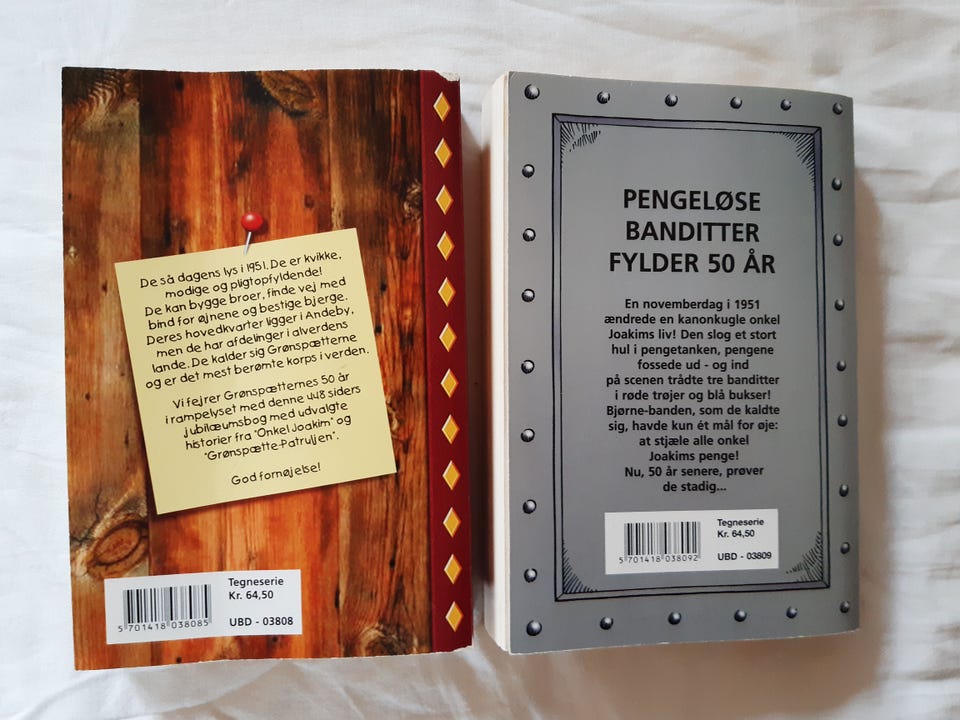 De så dagens lys i 1951. De er kvikke,
modige og pligtopfyldende!
De kan bygge broer, finde vej med
bind for øjnene og bestige bjerge.
Deres hovedkvarter ligger i Andeby,
men de har afdelinger i alverdens
lande. De kalder sig Grønspætterne
og er det mest berømte korps i verden.
Vi fejrer Grønspætternes 50 år
i rampelyset med denne 448 siders
jubilæumsbog med udvalgte
historier fra "Onkel Joakim" og
"Grønspætte-Patruljen".
God fornøjelse!
Tegneserie
Kr. 64,50
5 701418 038085
UBD - 03808
PENGELØSE
BANDITTER
FYLDER 50 ÅR
En novemberdag i 1951
ændrede en kanonkugle onkel
Joakims liv! Den slog et stort
hul i pengetanken, pengene
fossede ud - og ind
på scenen trådte tre banditter
i røde trøjer og blå bukser!
Bjørne-banden, som de kaldte
sig, havde kun ét mål for øje:
at stjæle alle onkel
Joakims penge!
Nu, 50 år senere, prøver
de stadig...
Tegneserie
Kr. 64,50
5 701418 038092
UBD - 03809